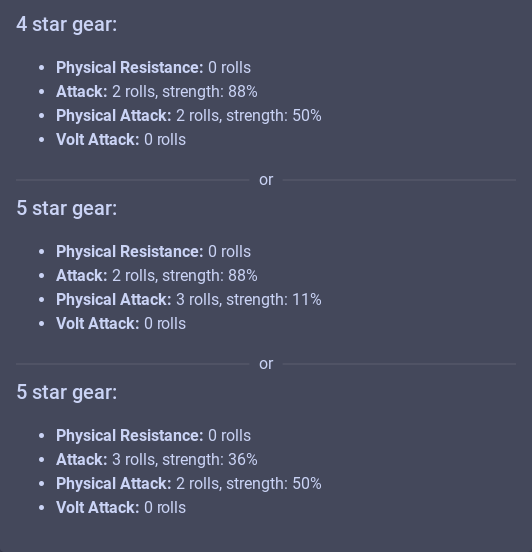 4 star gear:
Physical Resistance: 0 rolls
Attack: 2 rolls, strength: 88%
Physical Attack: 2 rolls, strength: 50%
Volt Attack: 0 rolls
or
5 star gear:
Physical Resistance: 0 rolls
Attack: 2 rolls, strength: 88%
Physical Attack: 3 rolls, strength: 11%
Volt Attack: 0 rolls
or
5 star gear:
Physical Resistance: 0 rolls
Attack: 3 rolls, strength: 36%
Physical Attack: 2 rolls, strength: 50%
Volt Attack: 0 rolls